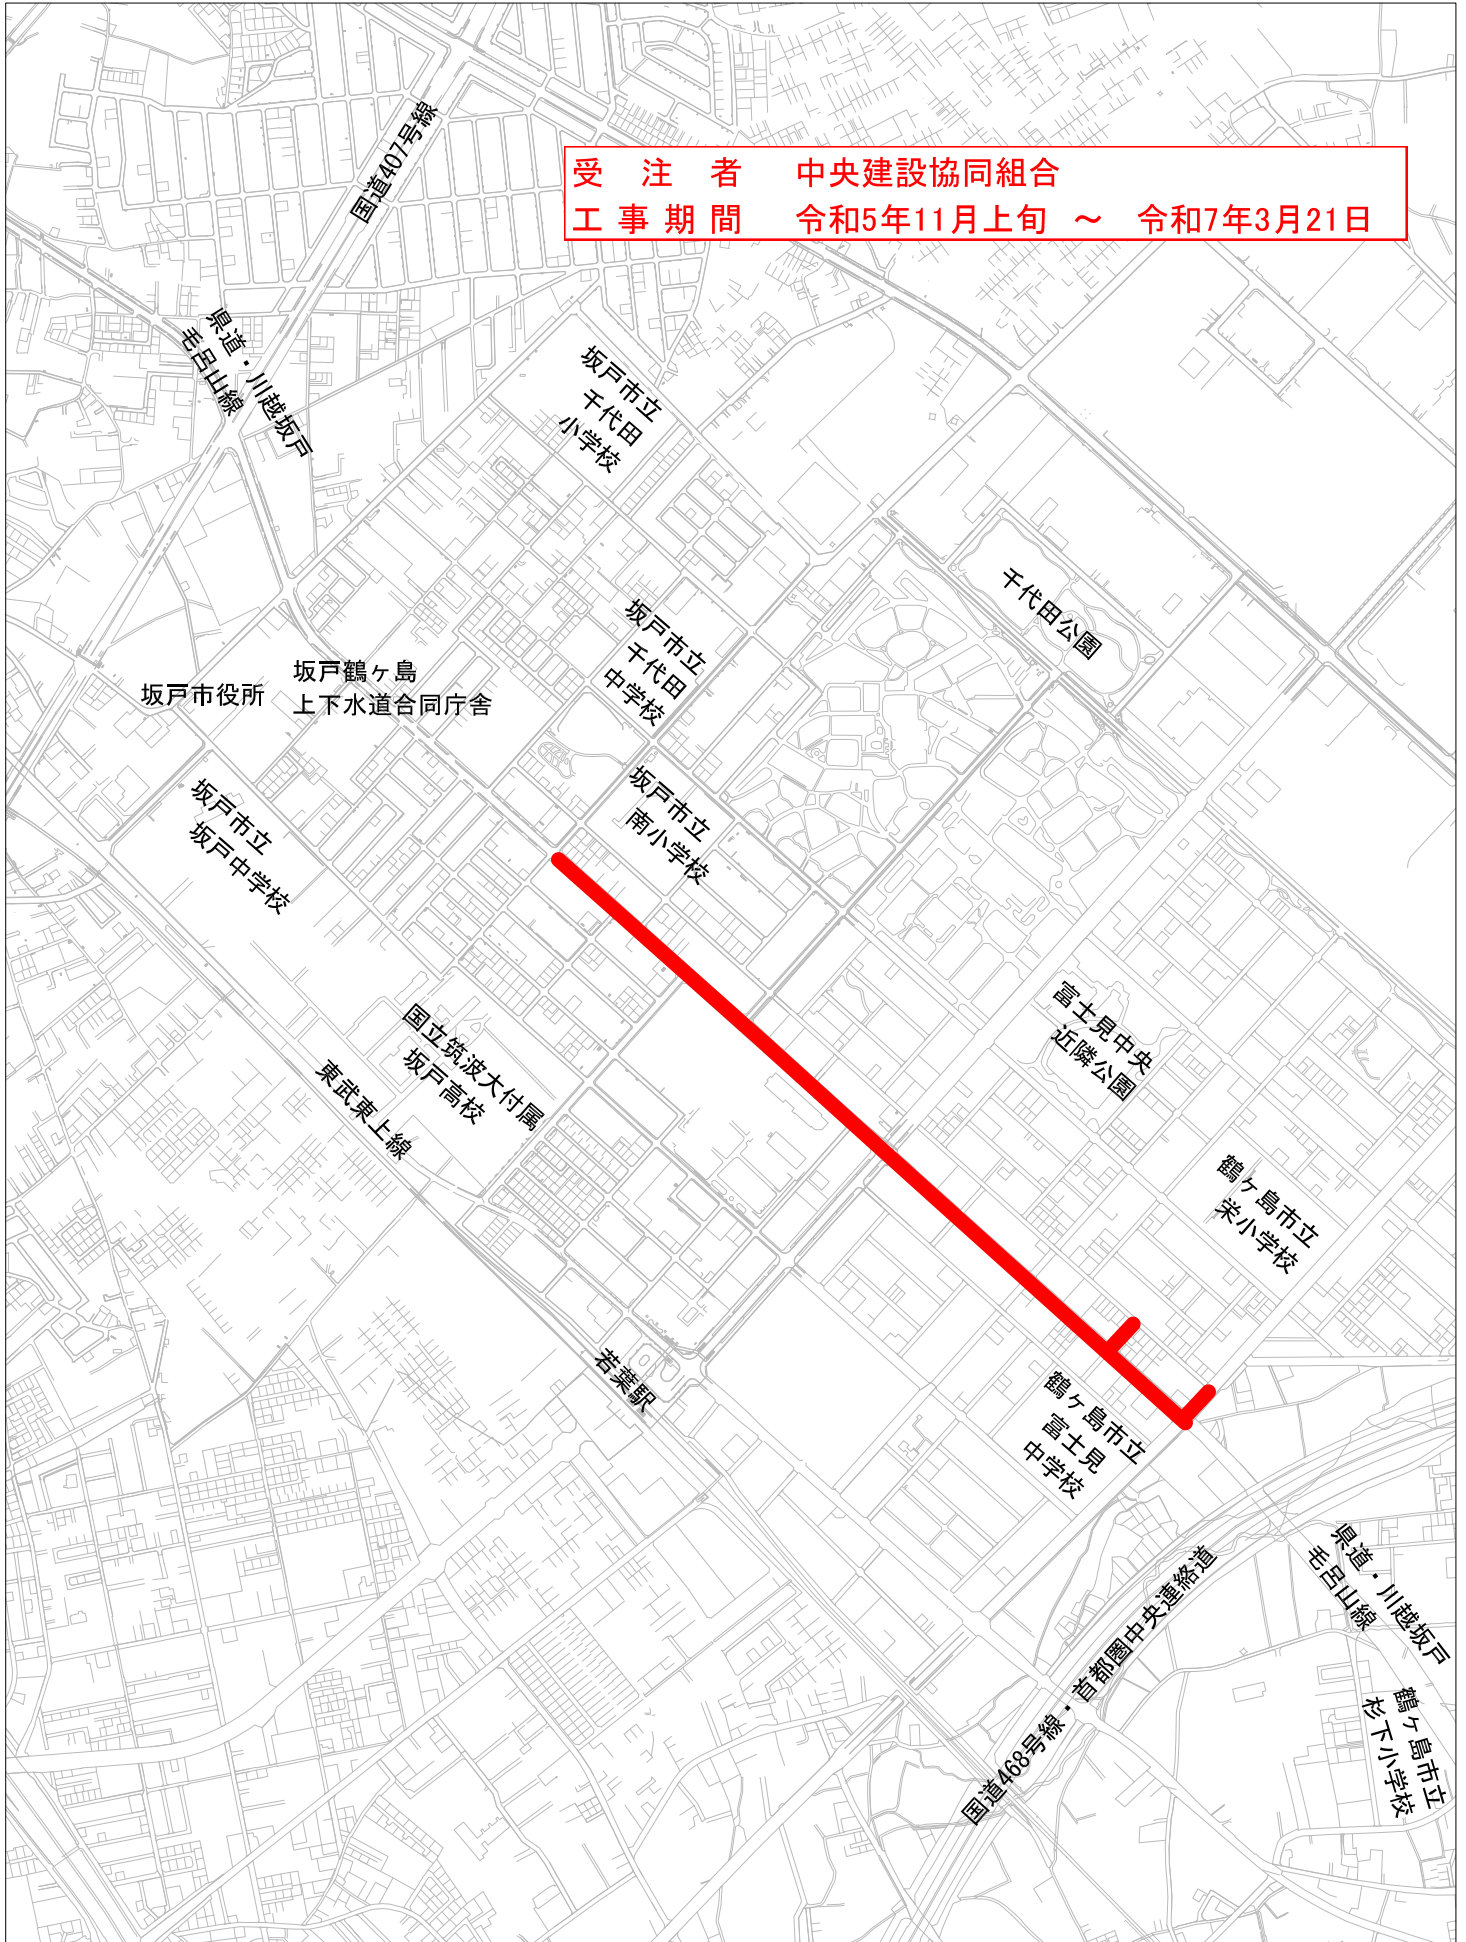 国道407号線
受注者 中央建設協同組合
工事期間 令和5年11月上旬 ～ 令和7年3月21日
県道・川越坂戸
毛呂山線
坂戸市立
千代田
小学校
千代田公園
坂戸市立
千代田
中学校
坂戸市役所
坂戸鶴ヶ島
上下水道合同庁舎
坂戸市立
南小学校
坂戸市立
坂戸中学校
富士見中央
近隣公園
国立筑波大付属
坂戸高校
東武東上線
鶴ヶ島市立
栄小学校
若葉駅
鶴ヶ島市立
富士見
中学校
国道468号線・首都圏中央連絡道
県道・川越坂戸
毛呂山線
鶴ヶ島市立
杉下小学校